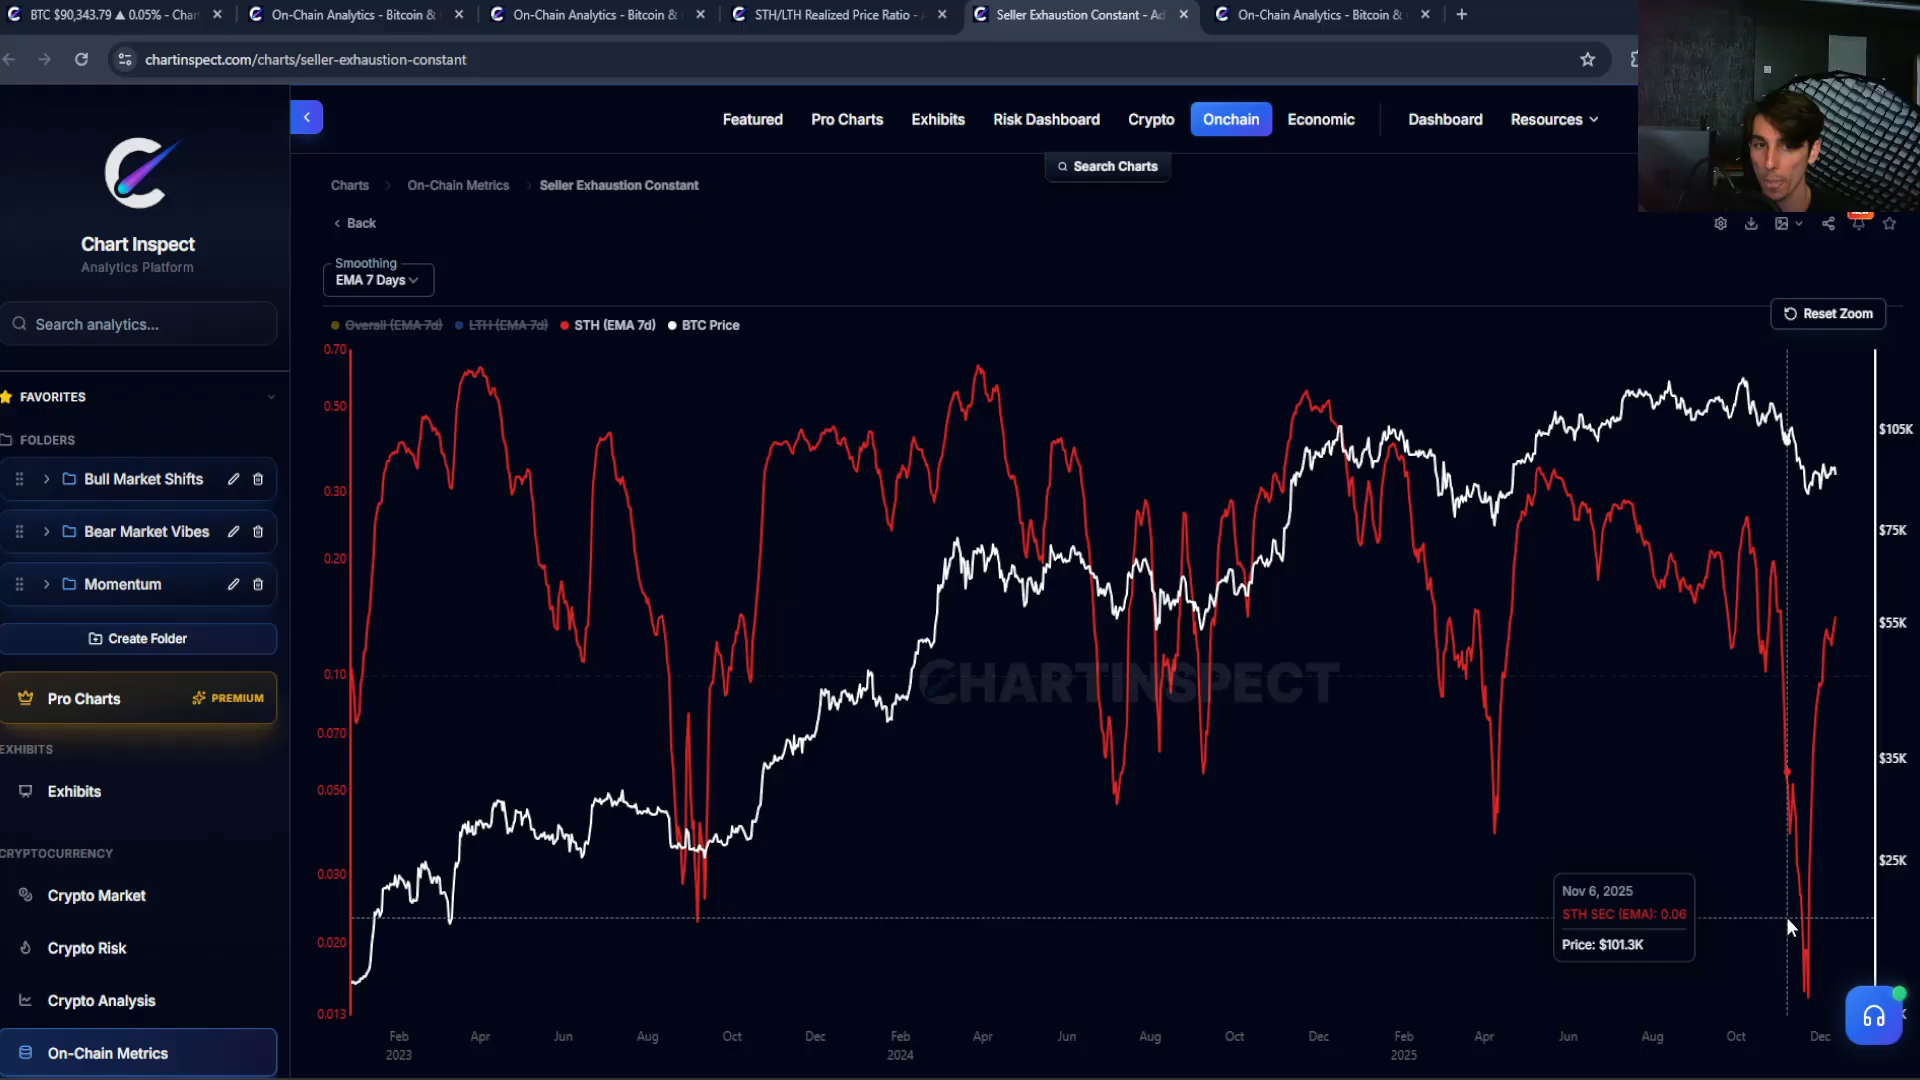 BTC $90,343.79 ▲ 0.05% - Char
On-Chain Analytics - Bitcoin &
On-Chain Analytics - Bitcoin &
STH/LTH Realized Price Ratio -
Seller Exhaustion Constant - Ad
On-Chain Analytics - Bitcoin &
chartinspect.com/charts/seller-exhaustion-constant
Chart Inspect
Analytics Platform
Search analytics...
FAVORITES
FOLDERS
Bull Market Shifts
Bear Market Vibes
Momentum
Create Folder
Pro Charts
PREMIUM
EXHIBITS
Exhibits
CRYPTOCURRENCY
Crypto Market
Crypto Risk
Crypto Analysis
On-Chain Metrics
Featured
Pro Charts
Exhibits
Risk Dashboard
Crypto
Onchain
Economic
Dashboard
Resources
Search Charts
Charts
On-Chain Metrics
Seller Exhaustion Constant
Back
Smoothing
EMA 7 Days
Overall (EMA 7d)
LTH (EMA 7d)
STH (EMA 7d)
BTC Price
Reset Zoom
0.70
0.50
0.30
0.20
0.10
0.070
0.050
0.030
0.020
0.013
$105K
$75K
$55K
$35K
$25K
K
CHARTINSPECT
Nov 6, 2025
STH SEC (EMA): 0.06
Price: $101.3K
Feb
2023
Apr
Jun
Aug
Oct
Dec
Feb
2024
Apr
Jun
Aug
Oct
Dec
Feb
2025
Apr
Jun
Aug
Oct
Dec